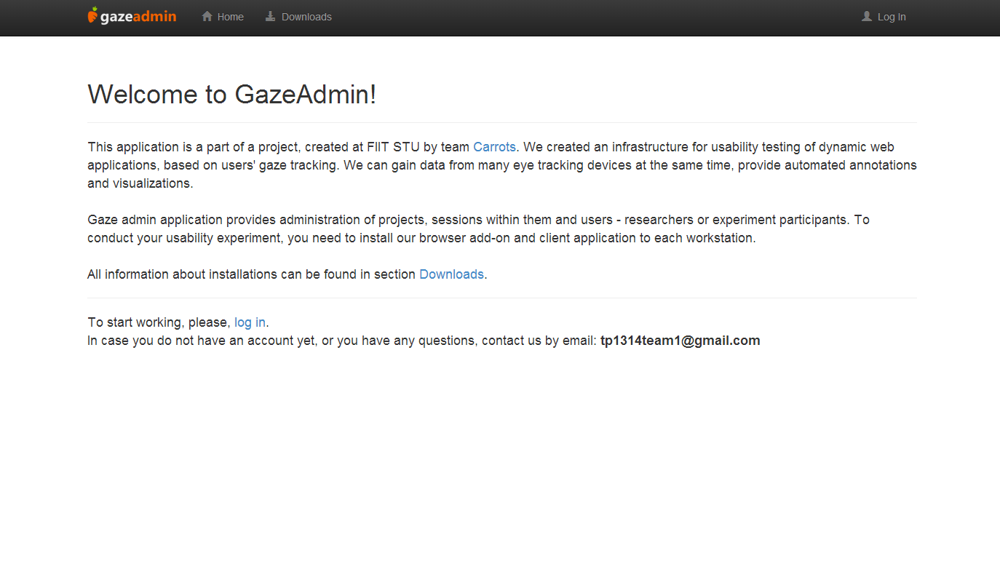 gazeadmin Home Downloads Log In
Welcome to GazeAdmin!
This application is a part of a project, created at FIIT STU by team Carrots. We created an infrastructure for usability testing of dynamic web
applications, based on users' gaze tracking. We can gain data from many eye tracking devices at the same time, provide automated annotations
and visualizations.
Gaze admin application provides administration of projects, sessions within them and users - researchers or experiment participants. To
conduct your usability experiment, you need to install our browser add-on and client application to each workstation.
All information about installations can be found in section Downloads.
To start working, please, log in.
In case you do not have an account yet, or you have any questions, contact us by email: tp1314team1@gmail.com